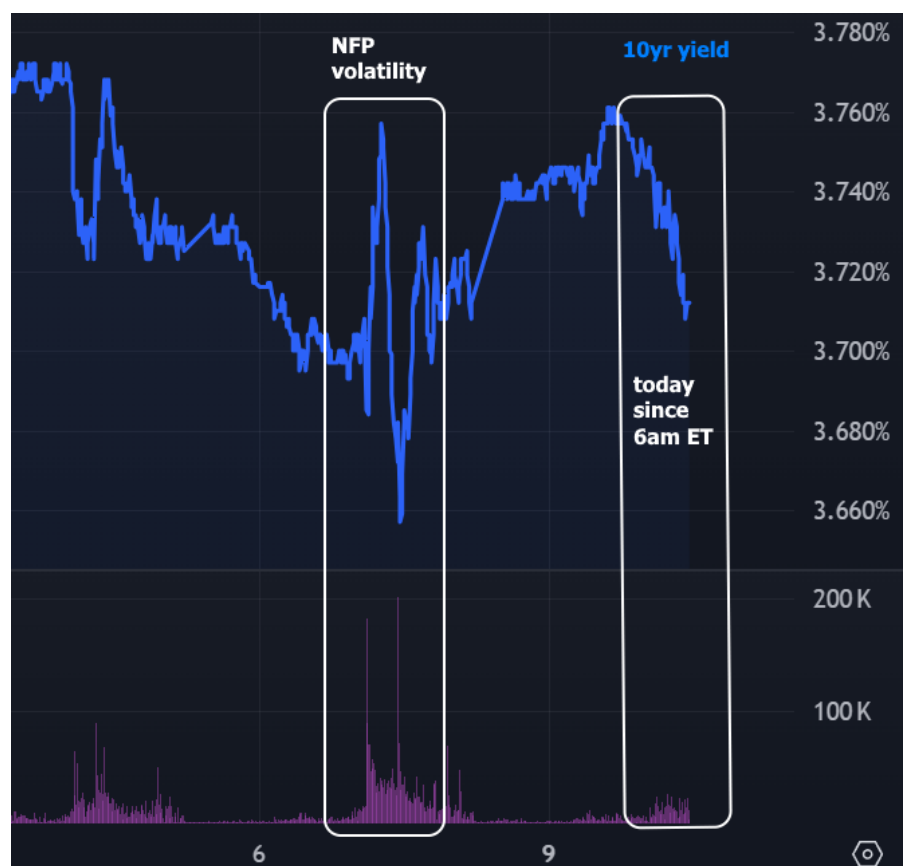 NFP
volatility
10yr yield
today
since
6am ET
3.780%
3.760%
3.740%
3.720%
3.700%
3.680%
3.660%
200 K
100 K
6
9